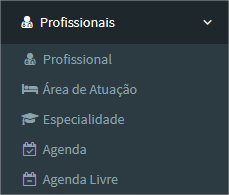 Profissionais
Profissional
Área de Atuação
Especialidade
Agenda
Agenda Livre